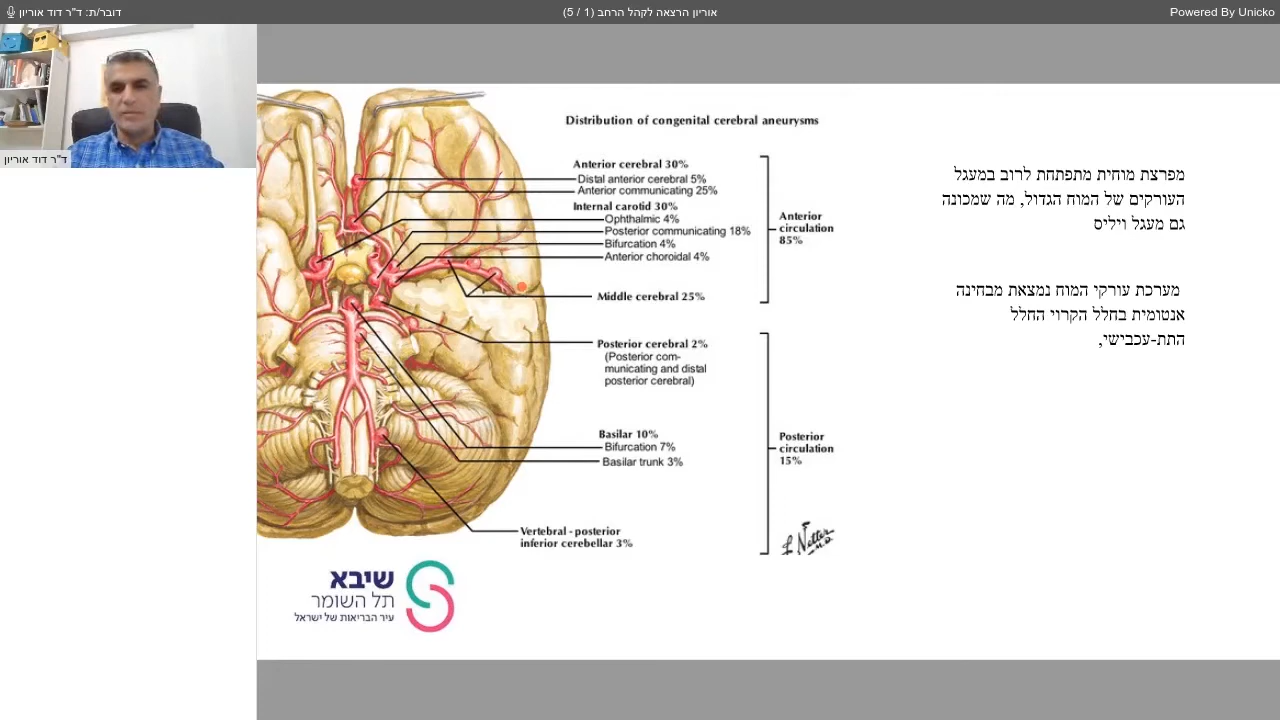 דובר/ת: ד"ר דוד אוריון
אוריון הרצאה לקהל הרחב (1 / 5)
Powered By Unicko
ד"ר דוד אוריון
Distribution of congenital cerebral aneurysms
Anterior cerebral 30%
Distal anterior cerebral 5%
Anterior communicating 25%
Internal carotid 30%
Ophthalmic 4%
Posterior communicating 18%
Bifurcation 4%
Anterior choroidal 4%
Middle cerebral 25%
Anterior
circulation
85%
Posterior cerebral 2%
(Posterior com-
municating and distal
posterior cerebral)
Basilar 10%
Bifurcation 7%
Basilar trunk 3%
Vertebral - posterior
inferior cerebellar 3%
Posterior
circulation
15%
F. Netter
M.D.
מפרצת מוחית מתפתחת לרוב במעגל
העורקים של המוח הגדול, מה שמכונה
גם מעגל ויליס
מערכת עורקי המוח נמצאת מבחינה
אנטומית בחלל הקרוי החלל
התת-עכבישי,
שיבא
תל השומר
עיר הבריאות של ישראל